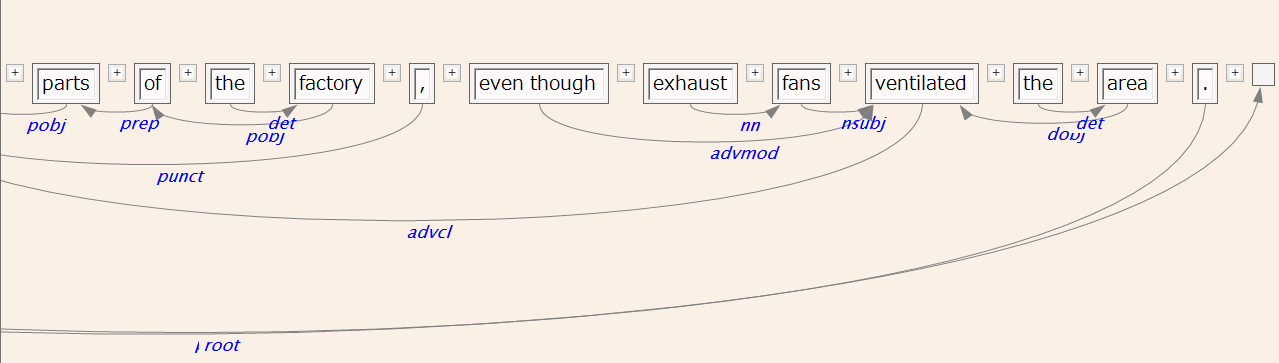 + parts + of + the + factory + , + even though + exhaust + fans + ventilated + the + area + . +
pobj prep det nn nsubj det
pobj dobj
advmod
punct
advcl
root